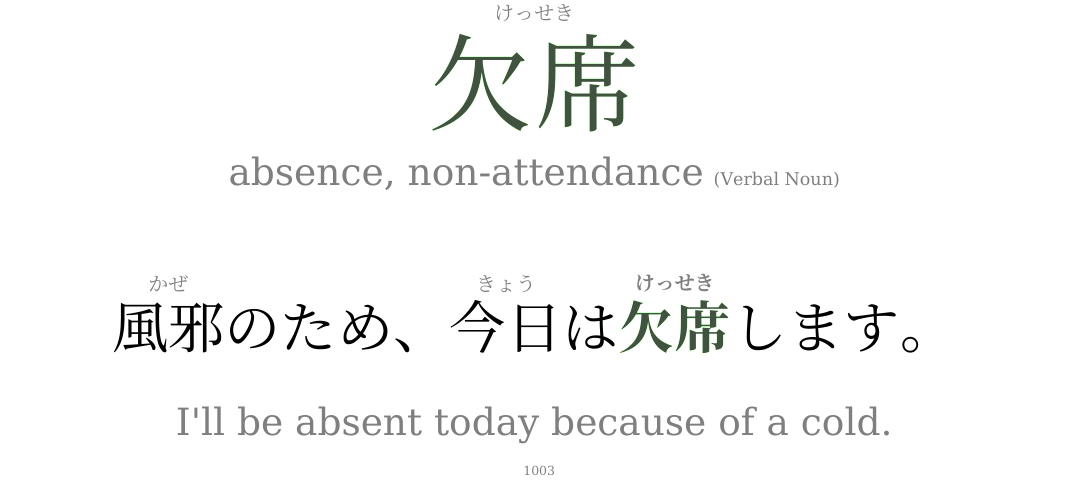 けっせき
欠席
absence, non-attendance (Verbal Noun)
かぜ きょう けっせき
風邪のため、今日は欠席します。
I'll be absent today because of a cold.
1003